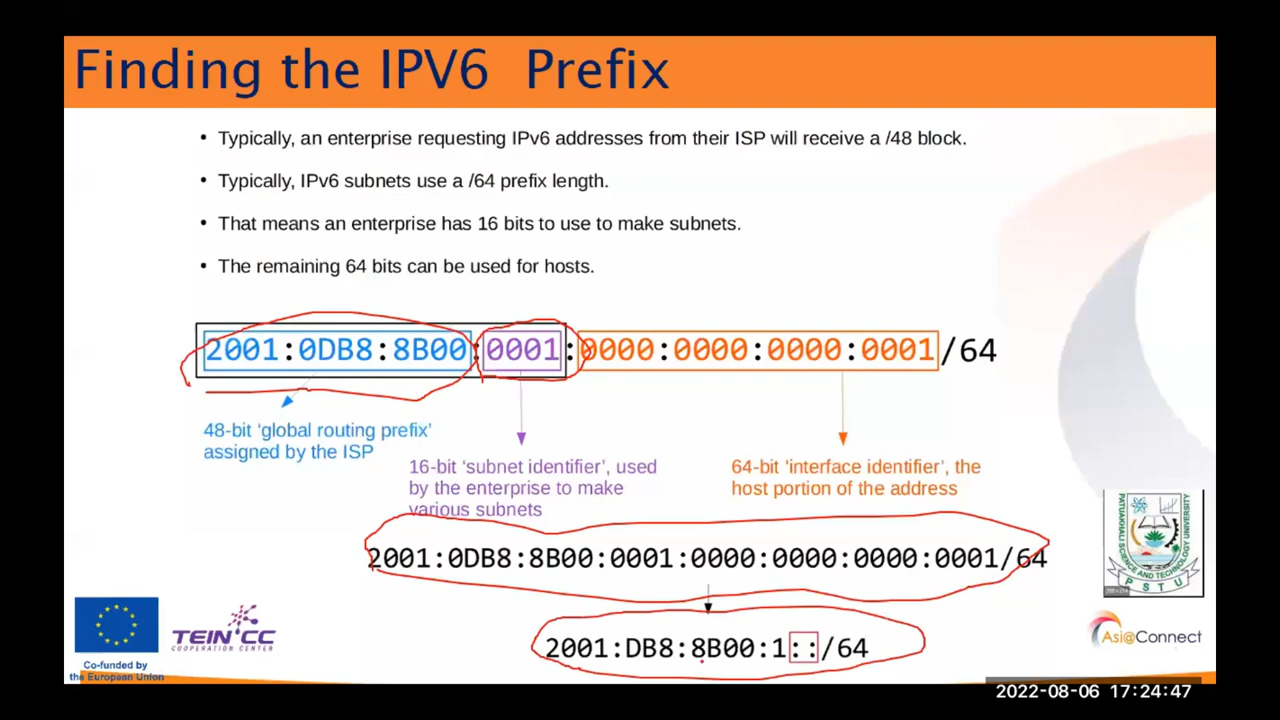 Finding the IPV6 Prefix
• Typically, an enterprise requesting IPv6 addresses from their ISP will receive a /48 block.
• Typically, IPv6 subnets use a /64 prefix length.
• That means an enterprise has 16 bits to use to make subnets.
• The remaining 64 bits can be used for hosts.
2001:0DB8:8B00:0001:0000:0000:0000:0001/64
48-bit ‘global routing prefix’
assigned by the ISP
16-bit ‘subnet identifier’, used
by the enterprise to make
various subnets
64-bit ‘interface identifier’, the
host portion of the address
2001:0DB8:8B00:0001:0000:0000:0000:0001/64
2001:DB8:8B00:1::/64
PATUAKHALI SCIENCE AND TECHNOLOGY UNIVERSITY
PSTU
TEIN*CC
COOPERATION CENTER
Asi@Connect
Co-funded by
the European Union
2022-08-06 17:24:47